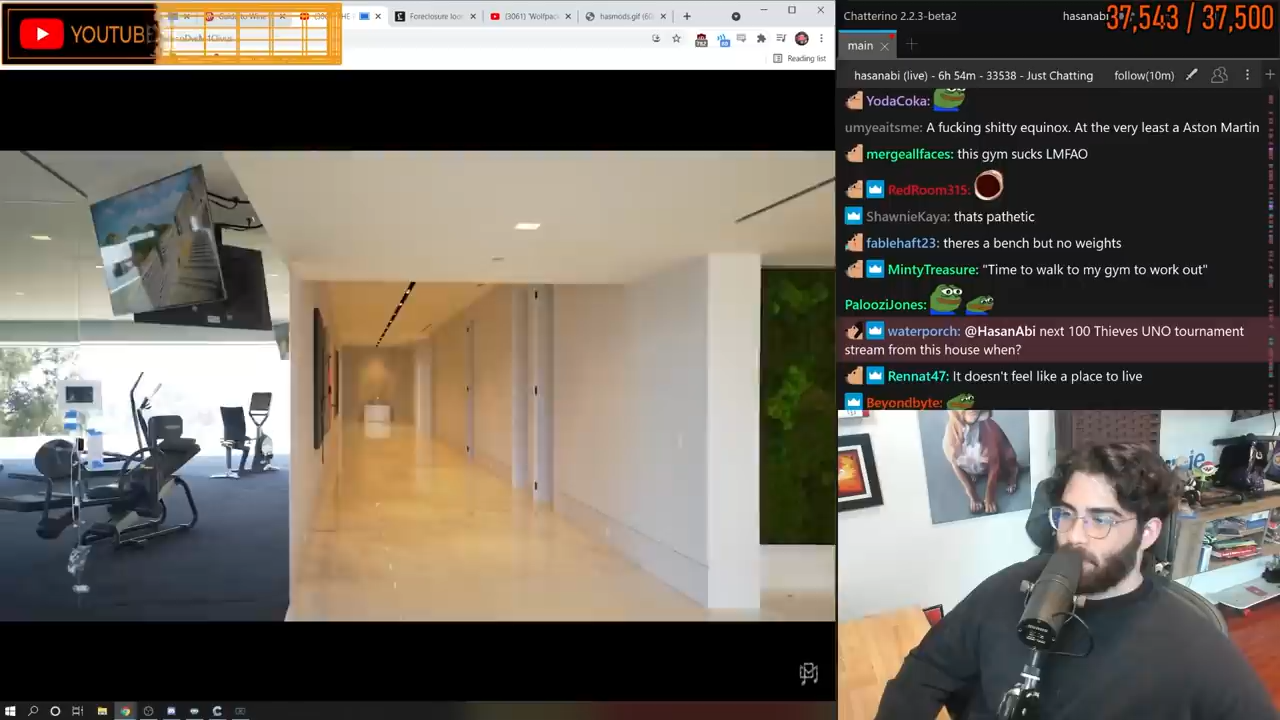 YOUTUBE
Guide to Wine
Foreclosure loo
(3061) 'Wolfpac
hasmods.gif (60
Reading list
Chatterino 2.2.3-beta2
hasanabi
37,543 / 37,500
main
hasanabi (live) - 6h 54m - 33538 - Just Chatting
follow(10m)
YodaCoka:
umyeaitsme: A fucking shitty equinox. At the very least a Aston Martin
mergeallfaces: this gym sucks LMFAO
RedRoom315:
ShawnieKaya: thats pathetic
fablehaft23: theres a bench but no weights
MintyTreasure: "Time to walk to my gym to work out"
PalooziJones:
waterporch: @HasanAbi next 100 Thieves UNO tournament
stream from this house when?
Rennat47: It doesn't feel like a place to live
Beyondbyte: